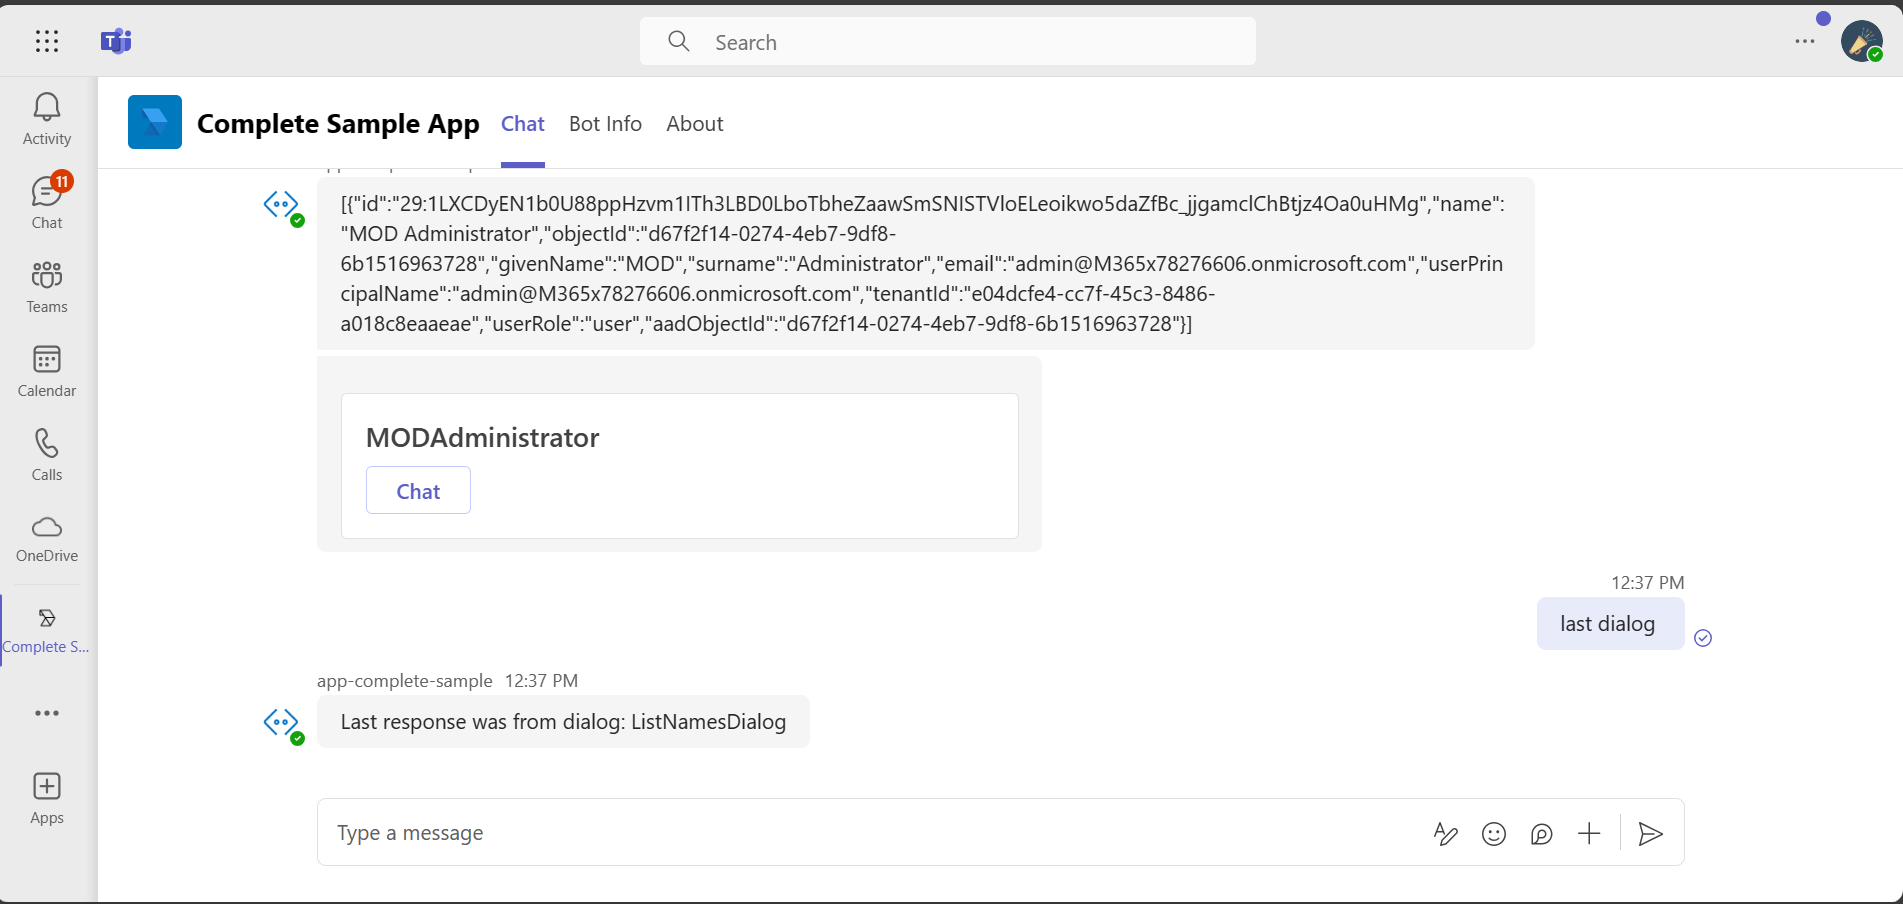 Search
Activity
11
Chat
Teams
Calendar
Calls
OneDrive
Complete S...
Apps
Complete Sample App
Chat
Bot Info
About
[{"id":"29:1LXCDyEN1b0U88ppHzvm1ITh3LBD0LboTbheZaawSmSNISTVloELeoikwo5daZfBc_jjgamclChBtjz4Oa0uHMg","name":
"MOD Administrator","objectId":"d67f2f14-0274-4eb7-9df8-
6b1516963728","givenName":"MOD","surname":"Administrator","email":"admin@M365x78276606.onmicrosoft.com","userPrin
cipalName":"admin@M365x78276606.onmicrosoft.com","tenantId":"e04dcfe4-cc7f-45c3-8486-
a018c8eaaeae","userRole":"user","aadObjectId":"d67f2f14-0274-4eb7-9df8-6b1516963728"}]
MODAdministrator
Chat
12:37 PM
last dialog
app-complete-sample 12:37 PM
Last response was from dialog: ListNamesDialog
Type a message